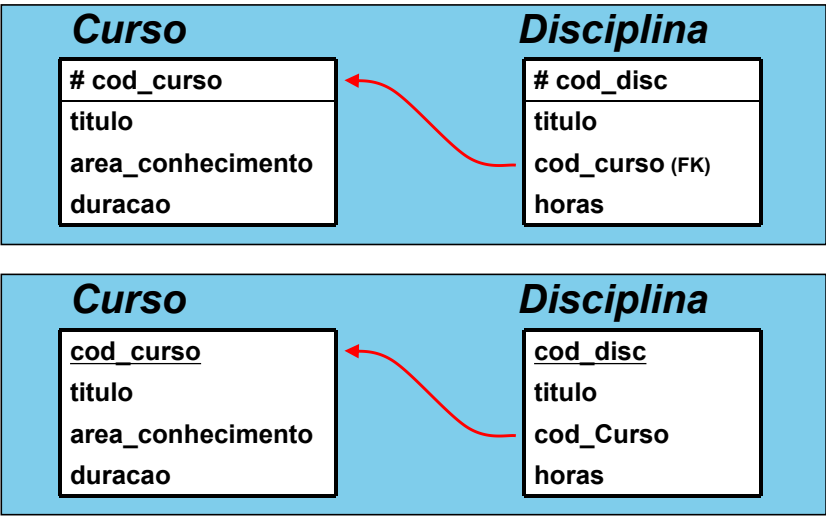 Curso
# cod_curso
titulo
area_conhecimento
duracao
Disciplina
# cod_disc
titulo
cod_curso (FK)
horas
Curso
cod_curso
titulo
area_conhecimento
duracao
Disciplina
cod_disc
titulo
cod_Curso
horas